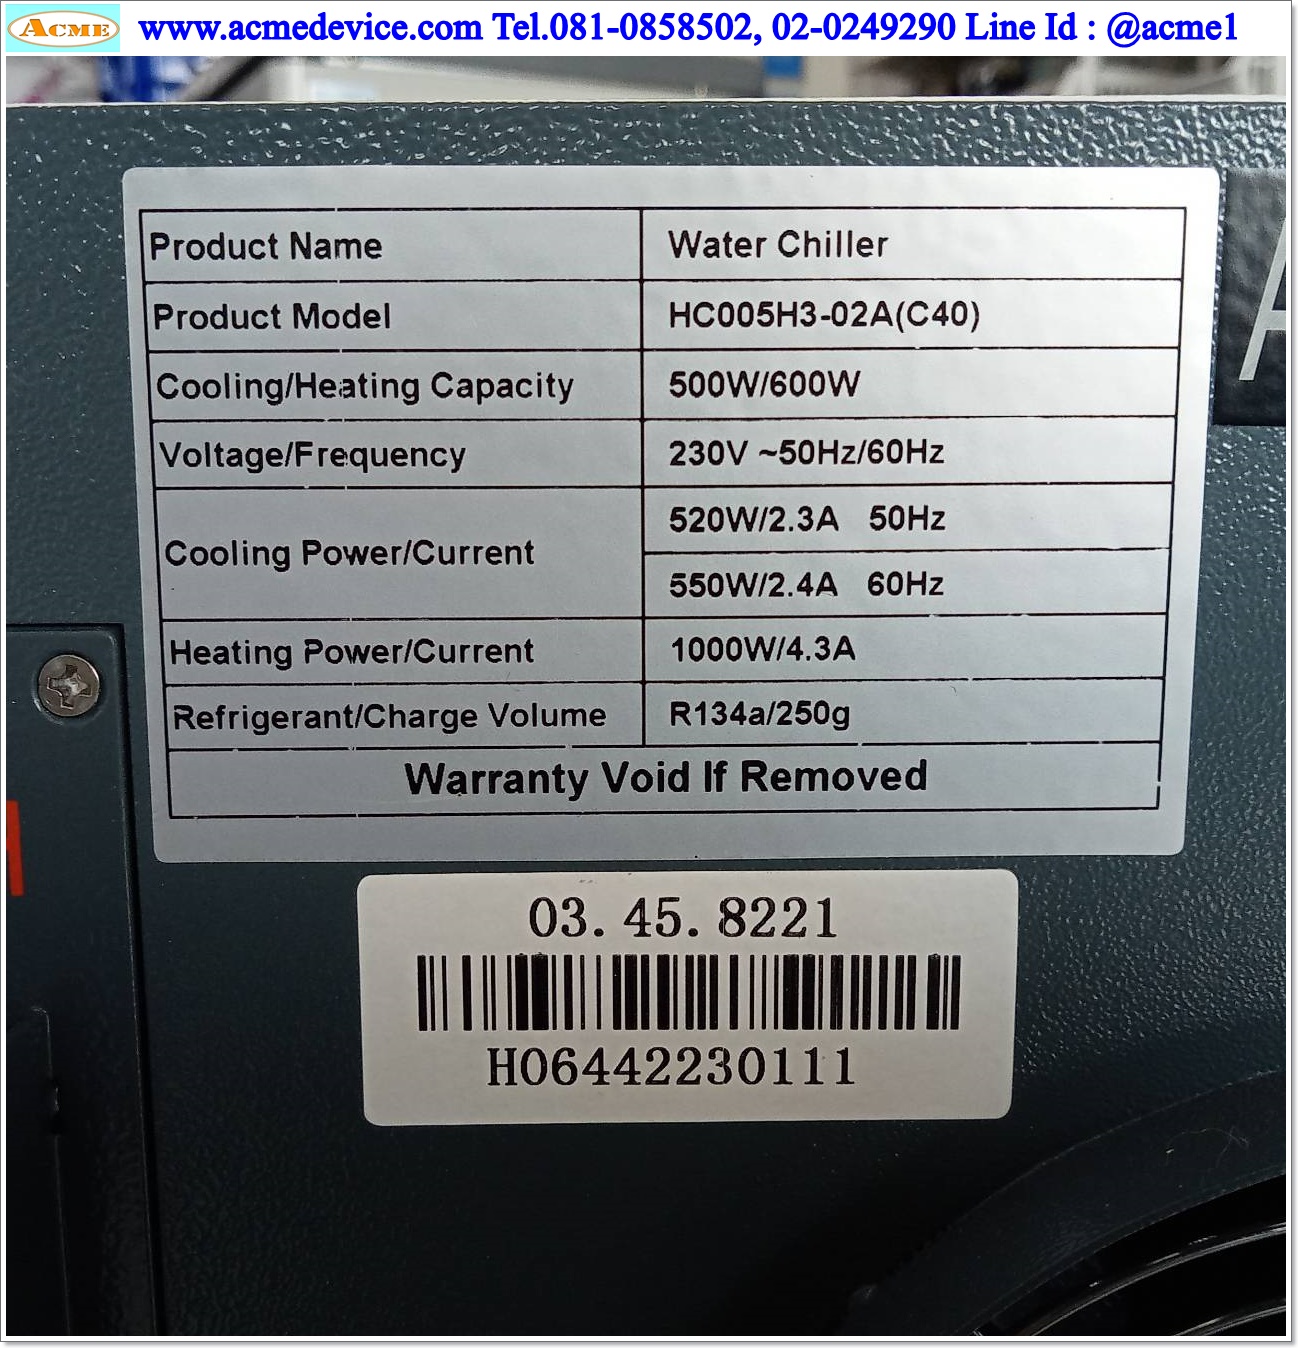 ACME www.acmedevice.com Tel.081-0858502, 02-0249290 Line Id : @acme1
Product Name Water Chiller
Product Model HC005H3-02A(C40)
Cooling/Heating Capacity 500W/600W
Voltage/Frequency 230V ~50Hz/60Hz
Cooling Power/Current 520W/2.3A 50Hz
550W/2.4A 60Hz
Heating Power/Current 1000W/4.3A
Refrigerant/Charge Volume R134a/250g
Warranty Void If Removed
03. 45. 8221
H06442230111